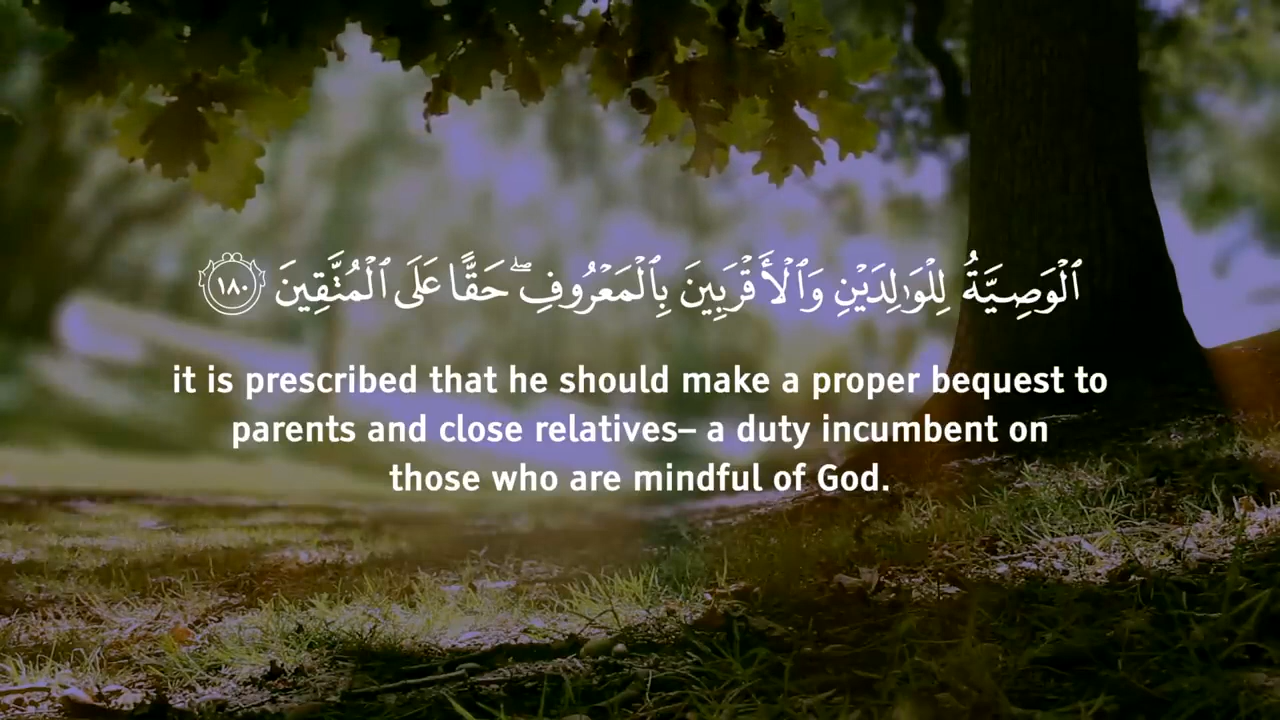 ٱلْوَصِيَّةُ لِلْوَٰلِدَيْنِ وَٱلْأَقْرَبِينَ بِٱلْمَعْرُوفِ ۖ حَقًّا عَلَى ٱلْمُتَّقِينَ ١٨٠
it is prescribed that he should make a proper bequest to
parents and close relatives– a duty incumbent on
those who are mindful of God.